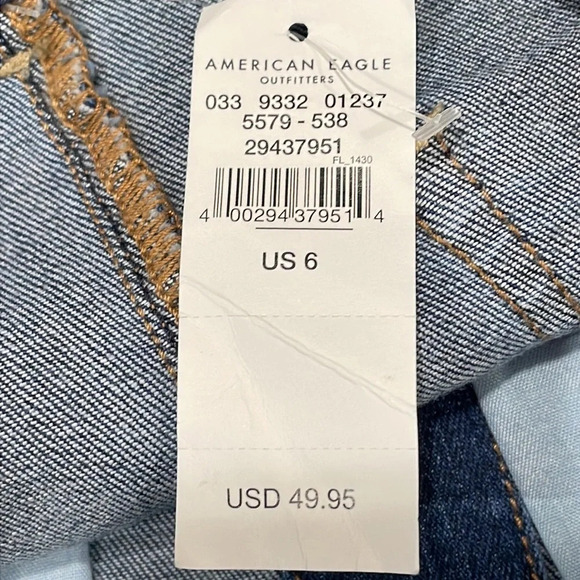 AMERICAN EAGLE
OUTFITTERS
033 9332 01237
5579 - 538
29437951
FL_1430
4 00294 37951 4
US 6
USD 49.95